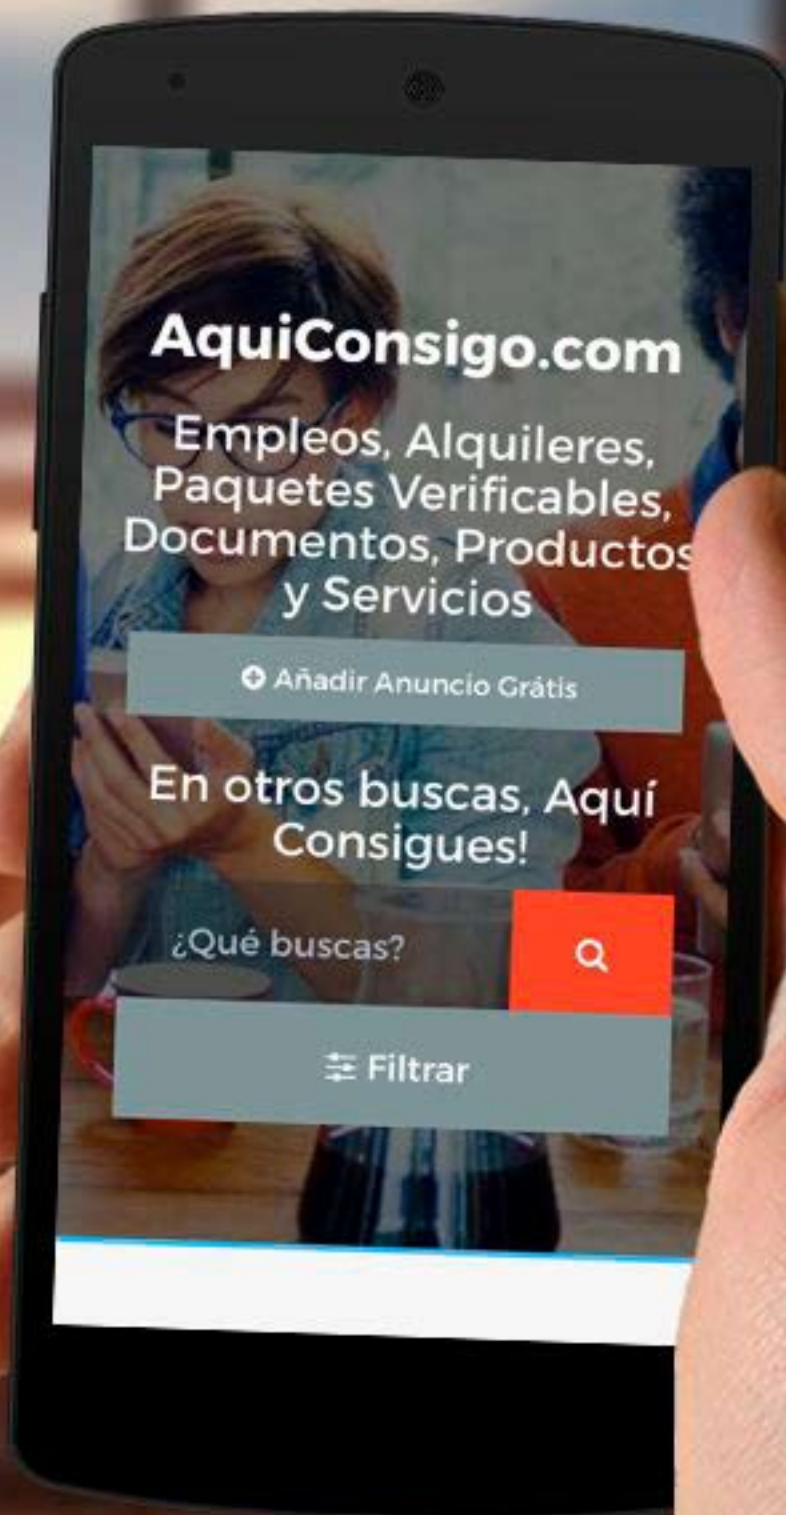 AquiConsigo.com
Empleos, Alquileres,
Paquetes Verificables,
Documentos, Productos
y Servicios
Añadir Anuncio Grátis
En otros buscas, Aquí
Consigues!
¿Qué buscas?
Filtrar